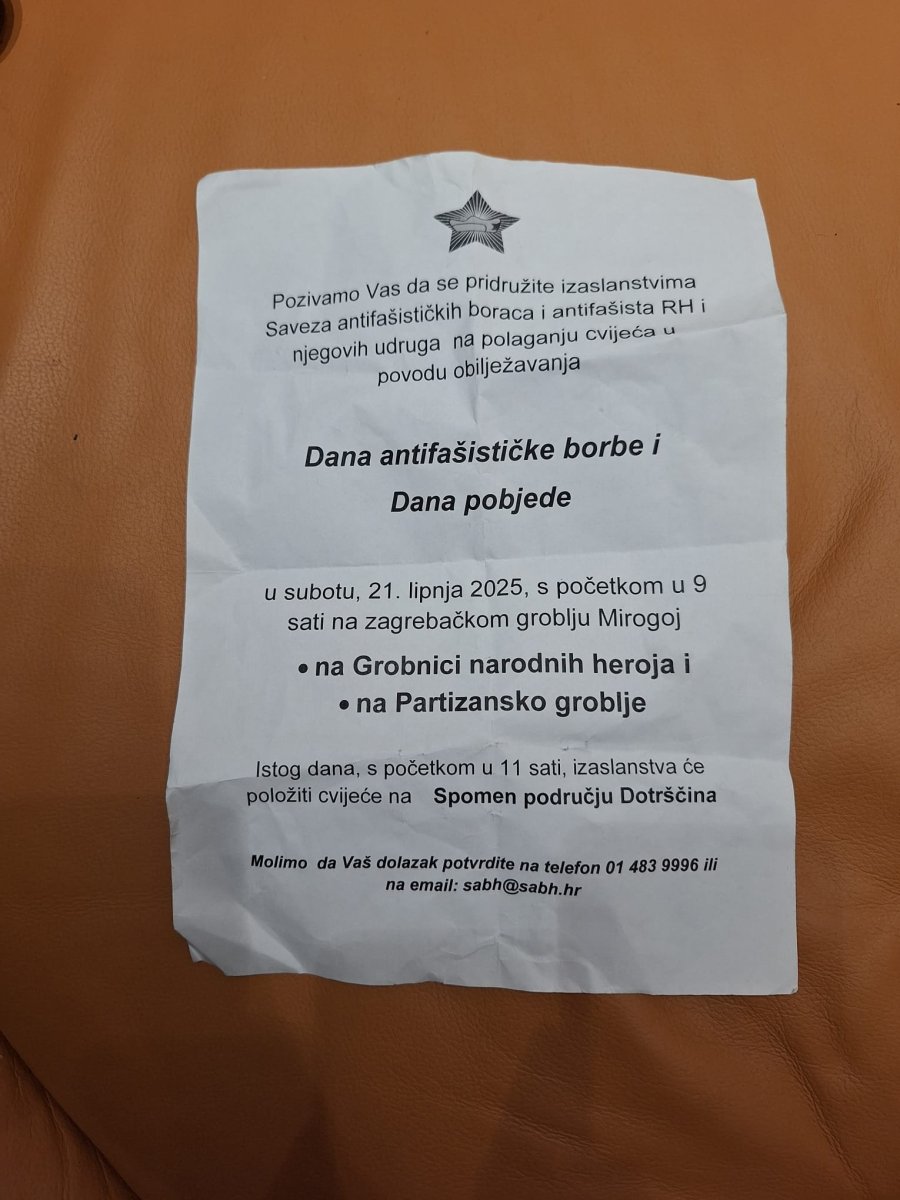 Pozivamo Vas da se pridružite izaslanstvima
Saveza antifašističkih boraca i antifašista RH i
njegovih udruga na polaganju cvijeća u
povodu obilježavanja
Dana antifašističke borbe i
Dana pobjede
u subotu, 21. lipnja 2025, s početkom u 9
sati na zagrebačkom groblju Mirogoj
• na Grobnici narodnih heroja i
• na Partizansko groblje
Istog dana, s početkom u 11 sati, izaslanstva će
položiti cvijeće na Spomen području Dotrščina
Molimo da Vaš dolazak potvrdite na telefon 01 483 9996 ili
na email: sabh@sabh.hr